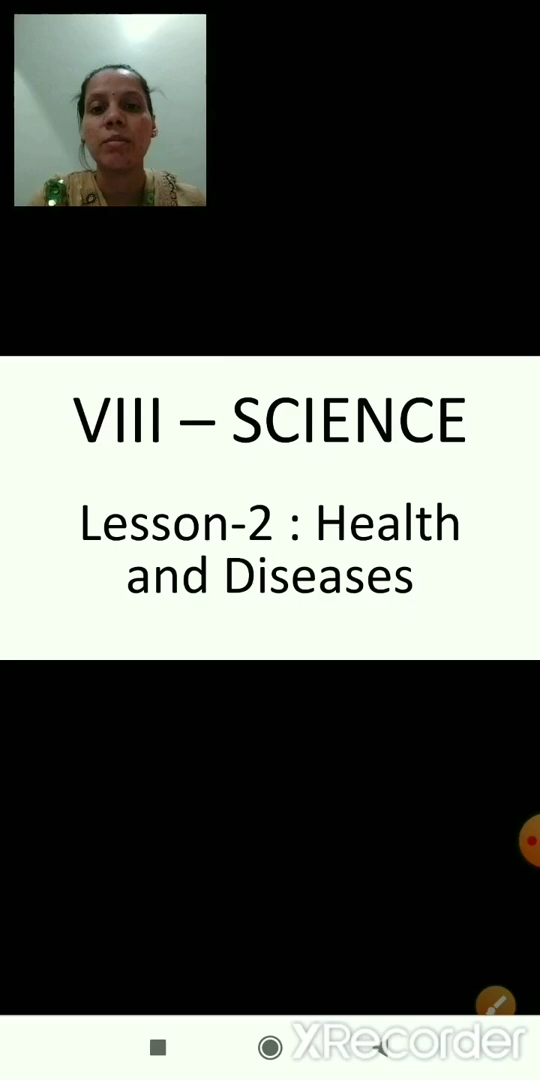 VIII – SCIENCE
Lesson-2 : Health
and Diseases
XRecorder